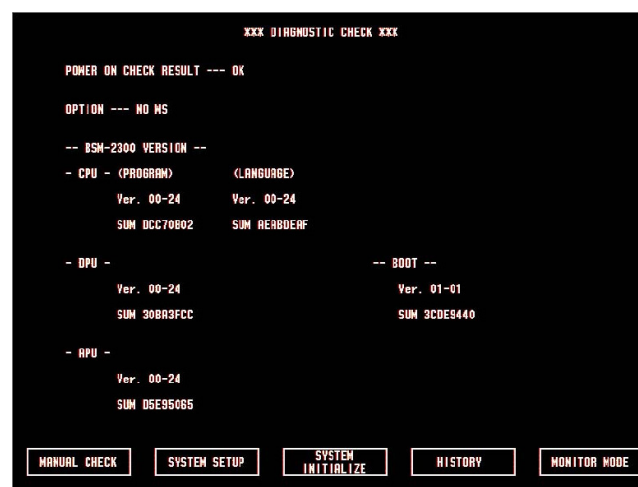 *** DIAGNOSTIC CHECK ***
POWER ON CHECK RESULT --- OK
OPTION --- NO MS
-- BSM-2300 VERSION --
- CPU - (PROGRAM) (LANGUAGE)
Ver. 00-24 Ver. 00-24
SUM DCC70B02 SUM AEABDEAF
- DPU - -- BOOT --
Ver. 00-24 Ver. 01-01
SUM 30BA3FCC SUM 3CDE9440
- APU -
Ver. 00-24
SUM D5E95065
MANUAL CHECK
SYSTEM SETUP
SYSTEM
INITIALIZE
HISTORY
MONITOR MODE